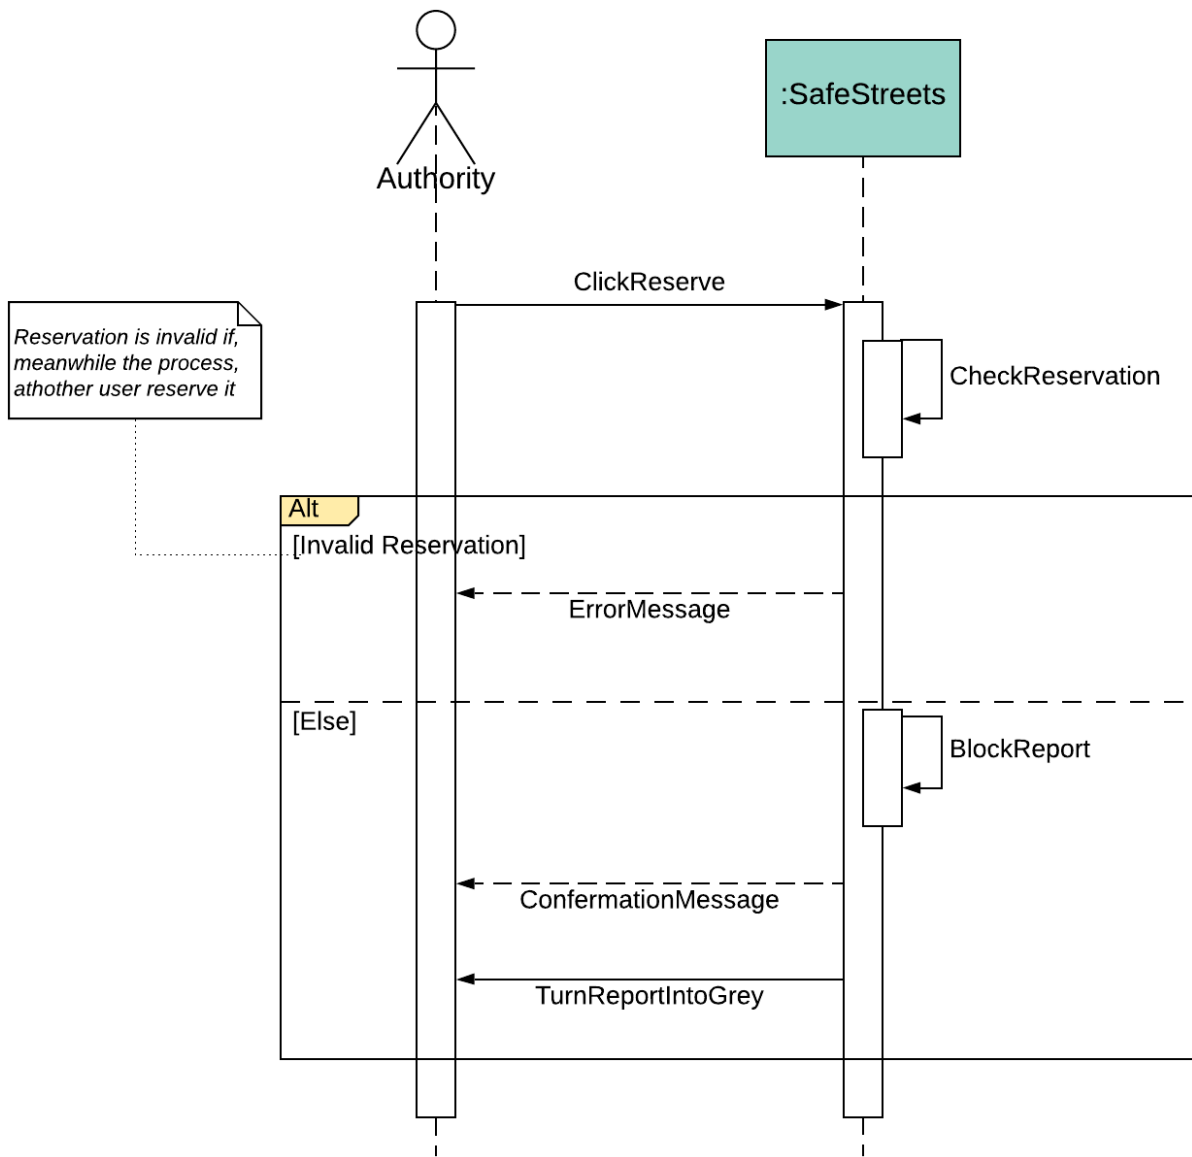 :SafeStreets
Authority
ClickReserve
Reservation is invalid if,
meanwhile the process,
athother user reserve it
CheckReservation
Alt
[Invalid Reservation]
ErrorMessage
[Else]
BlockReport
ConfermationMessage
TurnReportIntoGrey